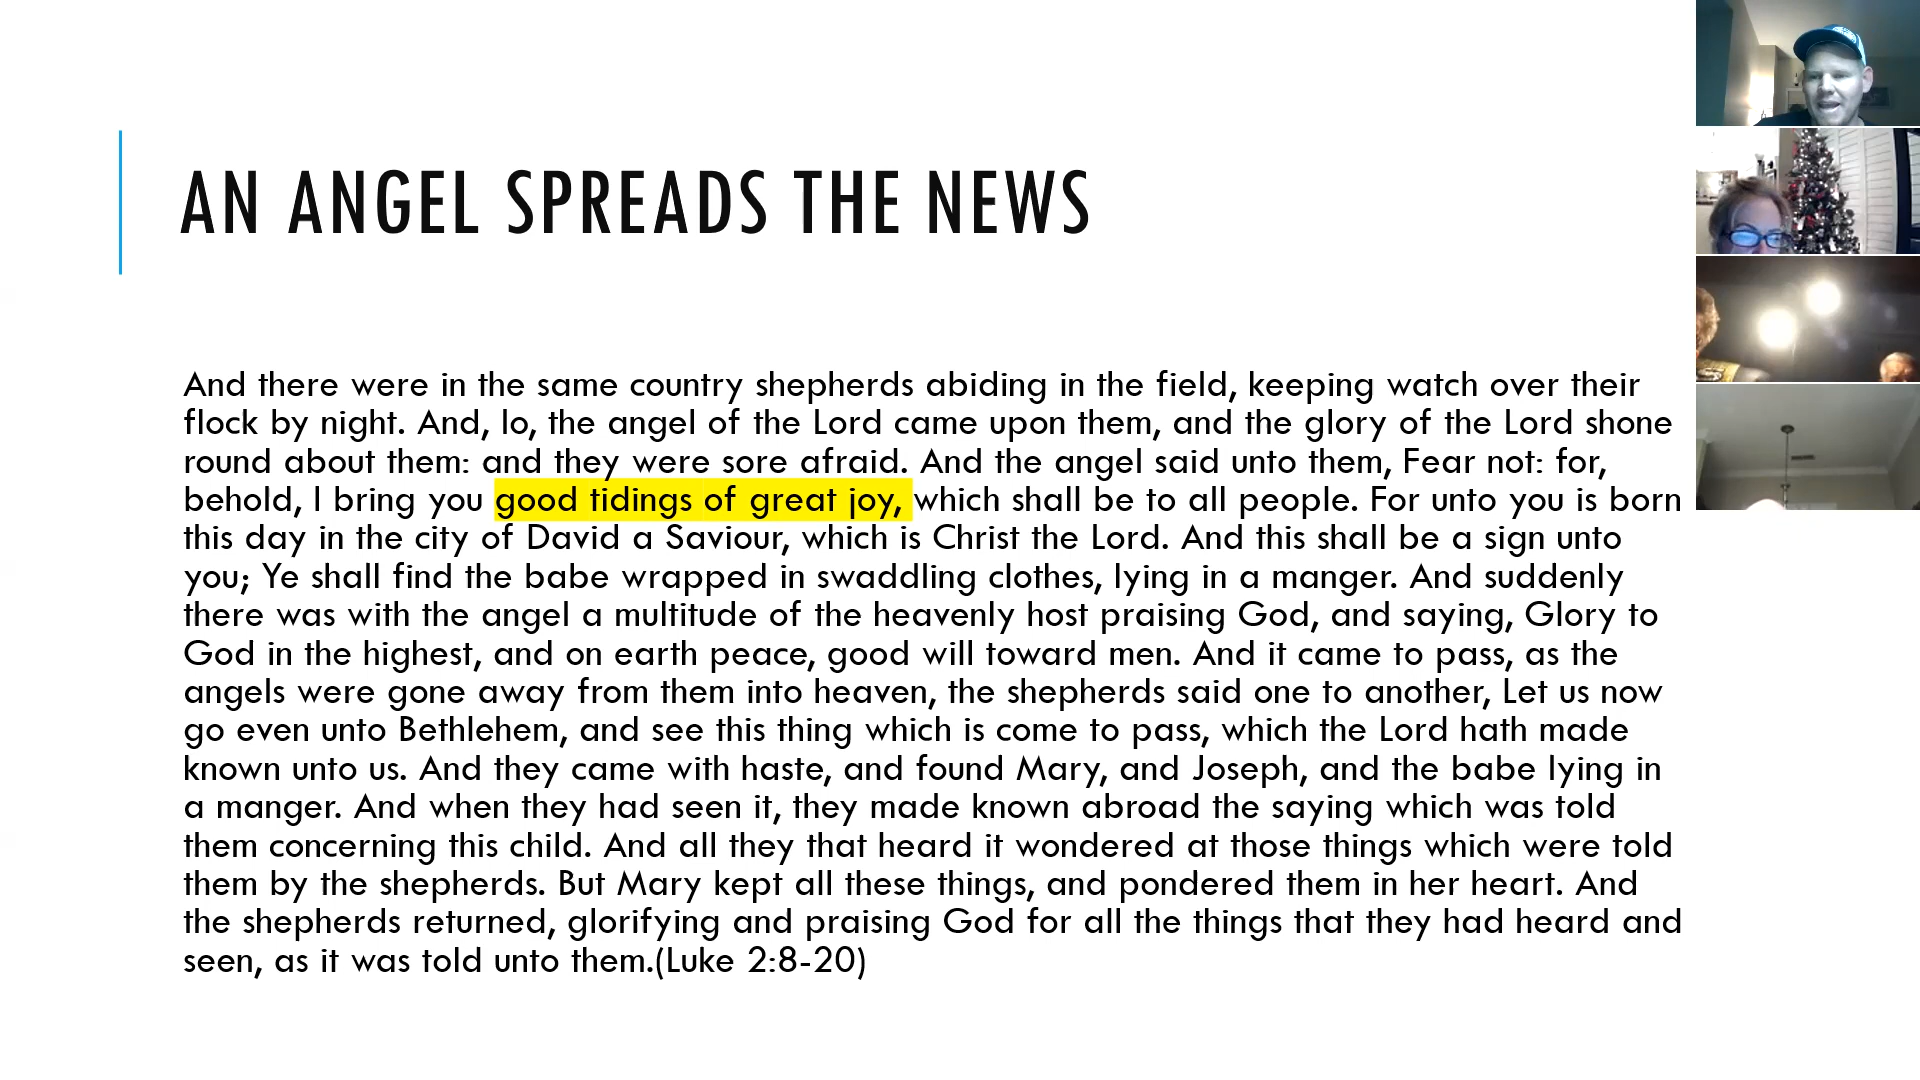 AN ANGEL SPREADS THE NEWS
And there were in the same country shepherds abiding in the field, keeping watch over their
flock by night. And, lo, the angel of the Lord came upon them, and the glory of the Lord shone
round about them: and they were sore afraid. And the angel said unto them, Fear not: for,
behold, I bring you good tidings of great joy, which shall be to all people. For unto you is born
this day in the city of David a Saviour, which is Christ the Lord. And this shall be a sign unto
you; Ye shall find the babe wrapped in swaddling clothes, lying in a manger. And suddenly
there was with the angel a multitude of the heavenly host praising God, and saying, Glory to
God in the highest, and on earth peace, good will toward men. And it came to pass, as the
angels were gone away from them into heaven, the shepherds said one to another, Let us now
go even unto Bethlehem, and see this thing which is come to pass, which the Lord hath made
known unto us. And they came with haste, and found Mary, and Joseph, and the babe lying in
a manger. And when they had seen it, they made known abroad the saying which was told
them concerning this child. And all they that heard it wondered at those things which were told
them by the shepherds. But Mary kept all these things, and pondered them in her heart. And
the shepherds returned, glorifying and praising God for all the things that they had heard and
seen, as it was told unto them.(Luke 2:8-20)